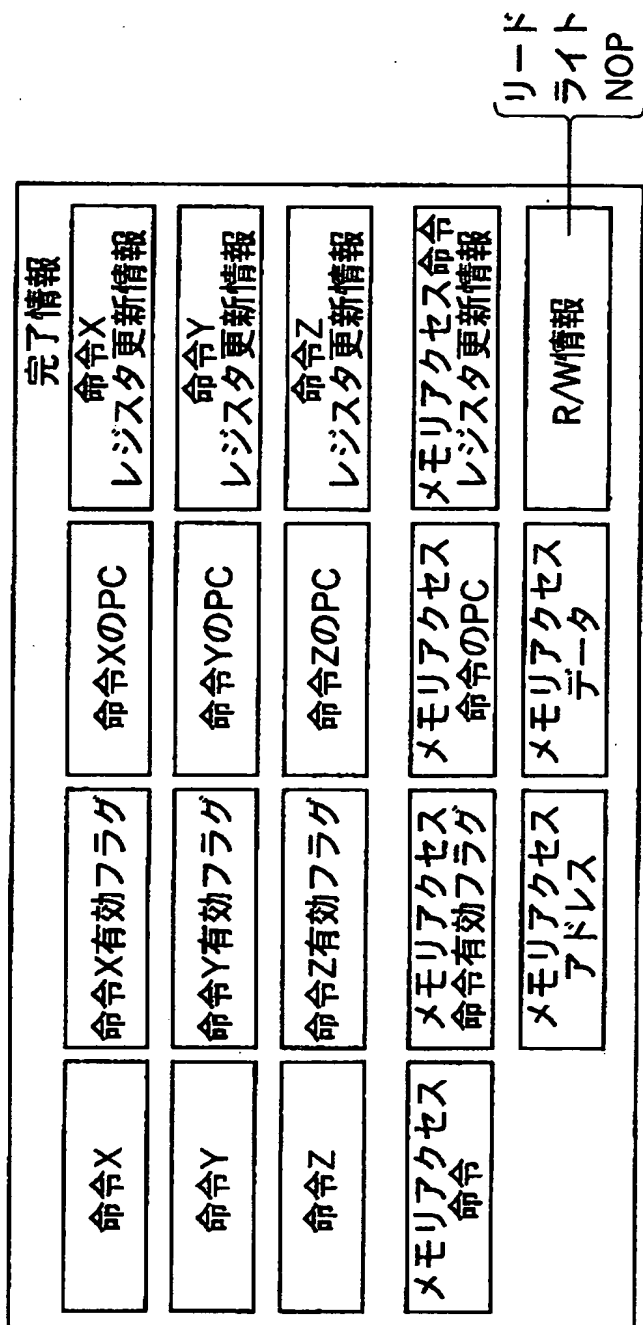 完了情報
命令X
命令X有効フラグ
命令XのPC
命令X
レジスタ更新情報
命令Y
命令Y有効フラグ
命令YのPC
命令Y
レジスタ更新情報
命令Z
命令Z有効フラグ
命令ZのPC
命令Z
レジスタ更新情報
メモリアクセス
命令
メモリアクセス
命令有効フラグ
メモリアクセス
命令のPC
メモリアクセス命令
レジスタ更新情報
メモリアクセス
アドレス
メモリアクセス
データ
R/W情報
リード
ライト
NOP